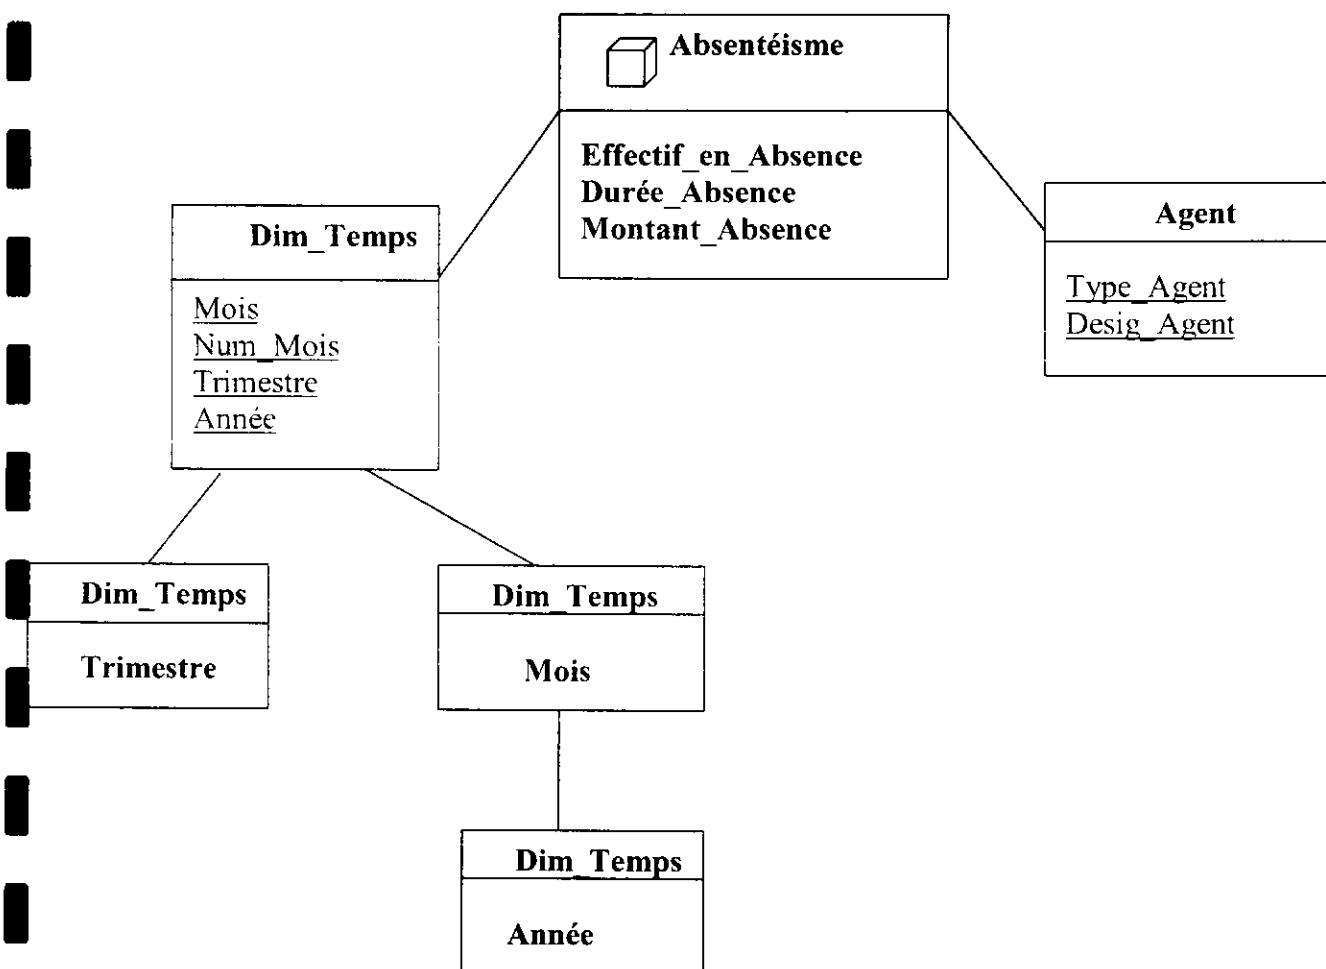 Absentéisme
Effectif_en_Absence
Durée_Absence
Montant_Absence
Agent
Type_Agent
Desig_Agent
Dim_Temps
Mois
Num_Mois
Trimestre
Année
Dim_Temps
Trimestre
Dim_Temps
Mois
Dim_Temps
Année